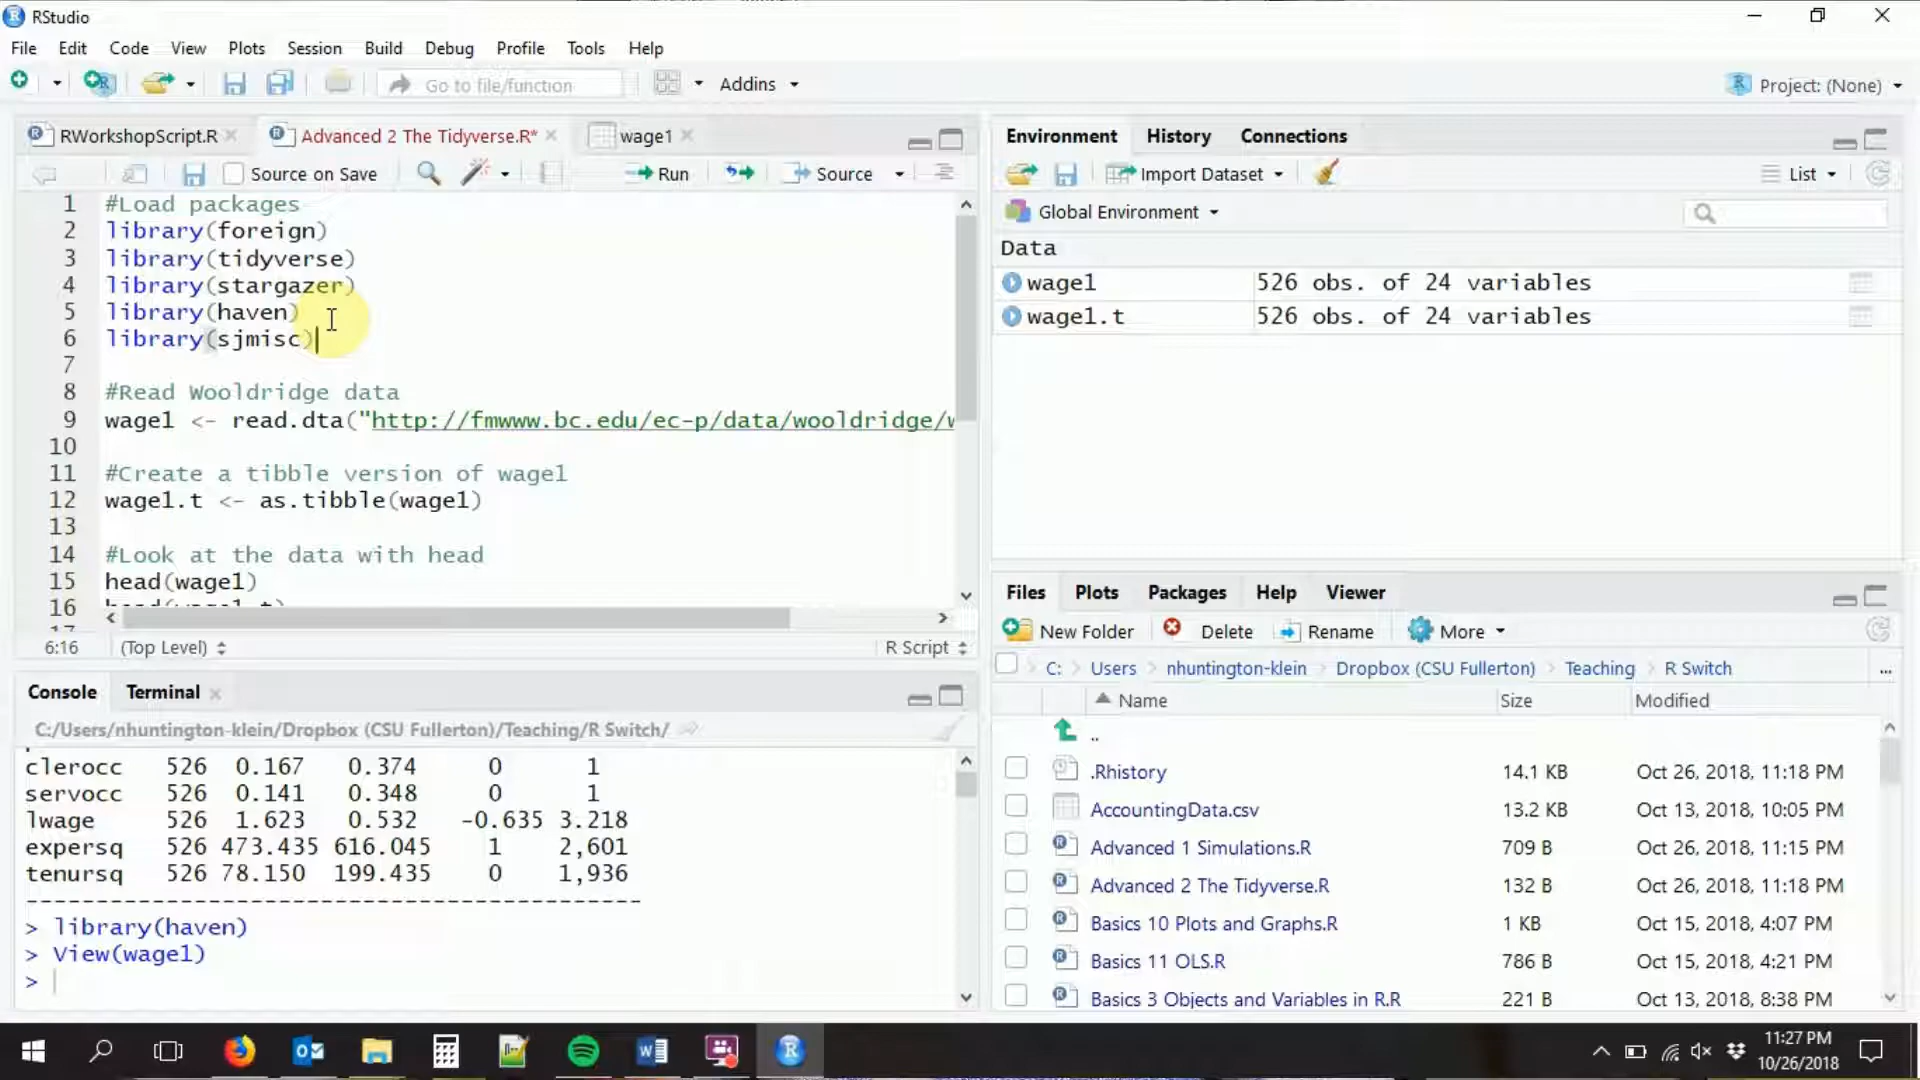 RStudio
File Edit Code View Plots Session Build Debug Profile Tools Help
Go to file/function Addins Project: (None)
RWorkshopScript.R Advanced 2 The Tidyverse.R* wage1
Source on Save Run Source
1 #Load packages
2 library(foreign)
3 library(tidyverse)
4 library(stargazer)
5 library(haven)
6 library(sjmisc)
7
8 #Read Wooldridge data
9 wage1 <- read.dta("http://fmwww.bc.edu/ec-p/data/wooldridge/w
10
11 #Create a tibble version of wage1
12 wage1.t <- as.tibble(wage1)
13
14 #Look at the data with head
15 head(wage1)
16 head(wage1.t)
17
6:16 (Top Level) R Script
Console Terminal
C:/Users/nhuntington-klein/Dropbox (CSU Fullerton)/Teaching/R Switch/
clerocc 526 0.167 0.374 0 1
servocc 526 0.141 0.348 0 1
lwage 526 1.623 0.532 -0.635 3.218
expersq 526 473.435 616.045 1 2,601
tenursq 526 78.150 199.435 0 1,936
-------------------------------------------
> library(haven)
> View(wage1)
>
Environment History Connections
Import Dataset List
Global Environment
Data
wage1 526 obs. of 24 variables
wage1.t 526 obs. of 24 variables
Files Plots Packages Help Viewer
New Folder Delete Rename More
C: Users nhuntington-klein Dropbox (CSU Fullerton) Teaching R Switch ...
Name Size Modified
..
.Rhistory 14.1 KB Oct 26, 2018, 11:18 PM
AccountingData.csv 13.2 KB Oct 13, 2018, 10:05 PM
Advanced 1 Simulations.R 709 B Oct 26, 2018, 11:15 PM
Advanced 2 The Tidyverse.R 132 B Oct 26, 2018, 11:18 PM
Basics 10 Plots and Graphs.R 1 KB Oct 15, 2018, 4:07 PM
Basics 11 OLS.R 786 B Oct 15, 2018, 4:21 PM
Basics 3 Objects and Variables in R.R 221 B Oct 13, 2018, 8:38 PM
11:27 PM
10/26/2018